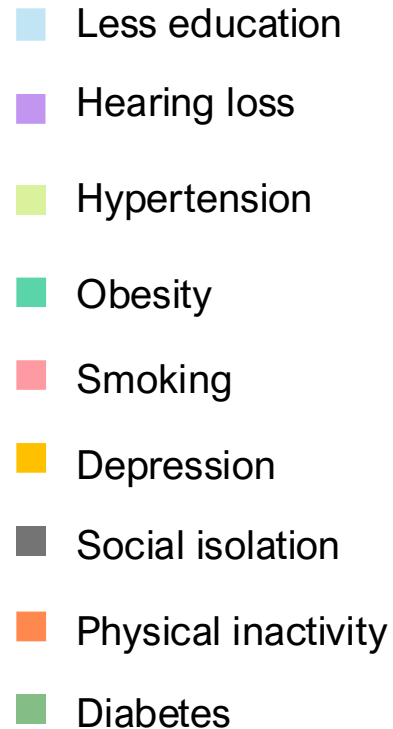 Less education
Hearing loss
Hypertension
Obesity
Smoking
Depression
Social isolation
Physical inactivity
Diabetes